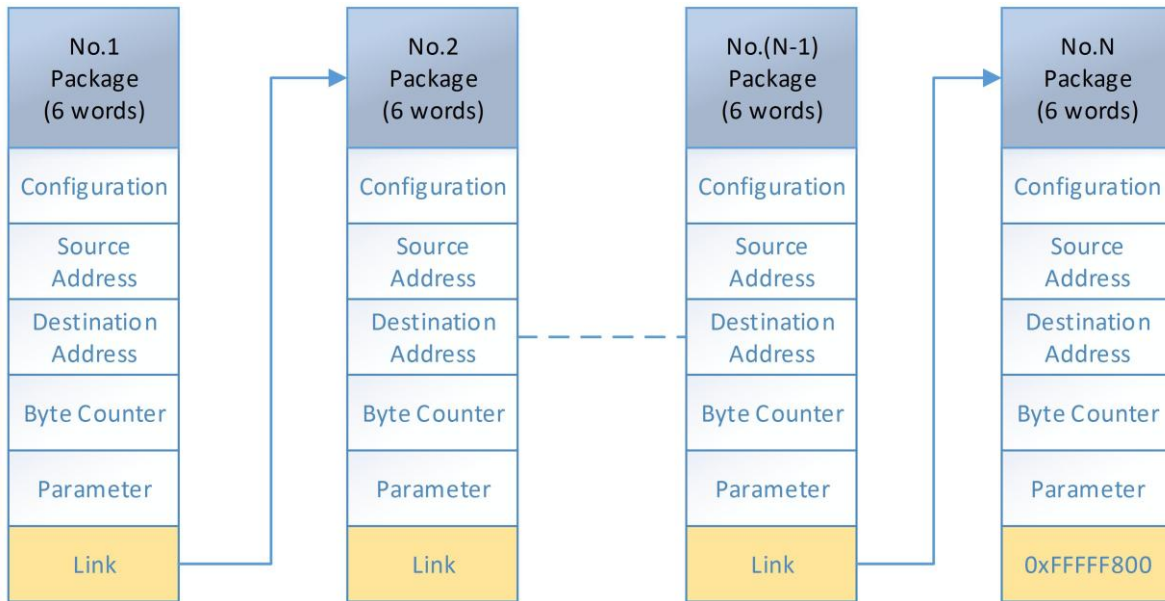 No.1
Package
(6 words)
Configuration
Source
Address
Destination
Address
Byte Counter
Parameter
Link
No.2
Package
(6 words)
Configuration
Source
Address
Destination
Address
Byte Counter
Parameter
Link
No.(N-1)
Package
(6 words)
Configuration
Source
Address
Destination
Address
Byte Counter
Parameter
Link
No.N
Package
(6 words)
Configuration
Source
Address
Destination
Address
Byte Counter
Parameter
0xFFFFF800